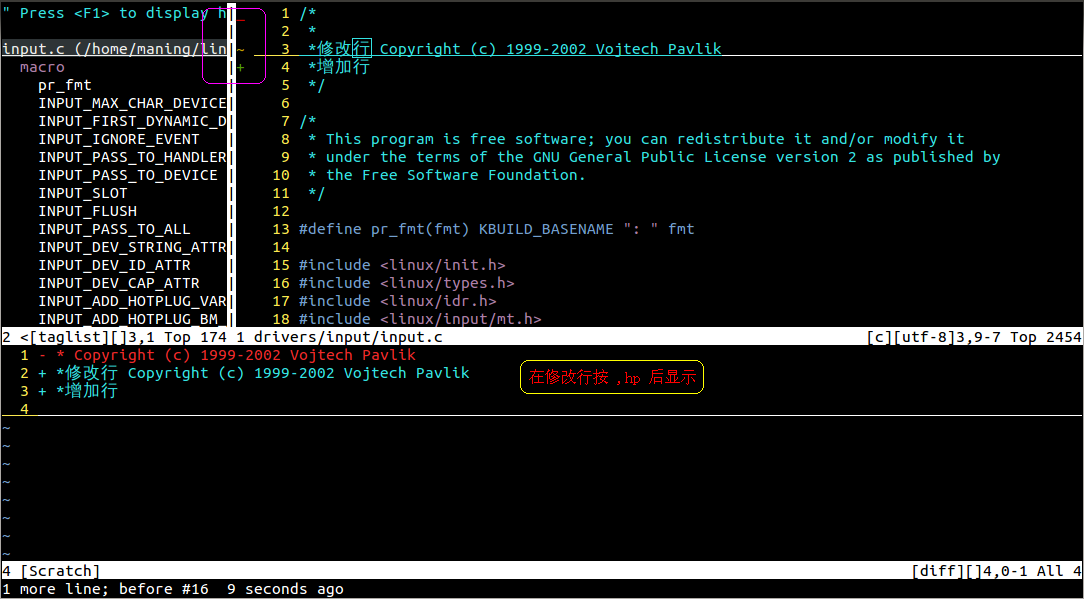 " Press <F1> to display h
input.c (/home/maning/lin
macro
pr_fmt
INPUT_MAX_CHAR_DEVICE
INPUT_FIRST_DYNAMIC_D
INPUT_IGNORE_EVENT
INPUT_PASS_TO_HANDLER
INPUT_PASS_TO_DEVICE
INPUT_SLOT
INPUT_FLUSH
INPUT_PASS_TO_ALL
INPUT_DEV_STRING_ATTR
INPUT_DEV_ID_ATTR
INPUT_DEV_CAP_ATTR
INPUT_ADD_HOTPLUG_VAR
INPUT_ADD_HOTPLUG_BM_
_ 1 /*
2 *
~ 3 *修改行 Copyright (c) 1999-2002 Vojtech Pavlik
+ 4 *增加行
5 */
6
7 /*
8 * This program is free software; you can redistribute it and/or modify it
9 * under the terms of the GNU General Public License version 2 as published by
10 * the Free Software Foundation.
11 */
12
13 #define pr_fmt(fmt) KBUILD_BASENAME ": " fmt
14
15 #include <linux/init.h>
16 #include <linux/types.h>
17 #include <linux/idr.h>
18 #include <linux/input/mt.h>
2 <[taglist][]3,1 Top 174 1 drivers/input/input.c [c][utf-8]3,9-7 Top 2454
1 - * Copyright (c) 1999-2002 Vojtech Pavlik
2 + *修改行 Copyright (c) 1999-2002 Vojtech Pavlik
3 + *增加行
4
在修改行按 ,hp 后显示
~
~
~
~
~
~
~
~
4 [Scratch] [diff][]4,0-1 All 4
1 more line; before #16 9 seconds ago